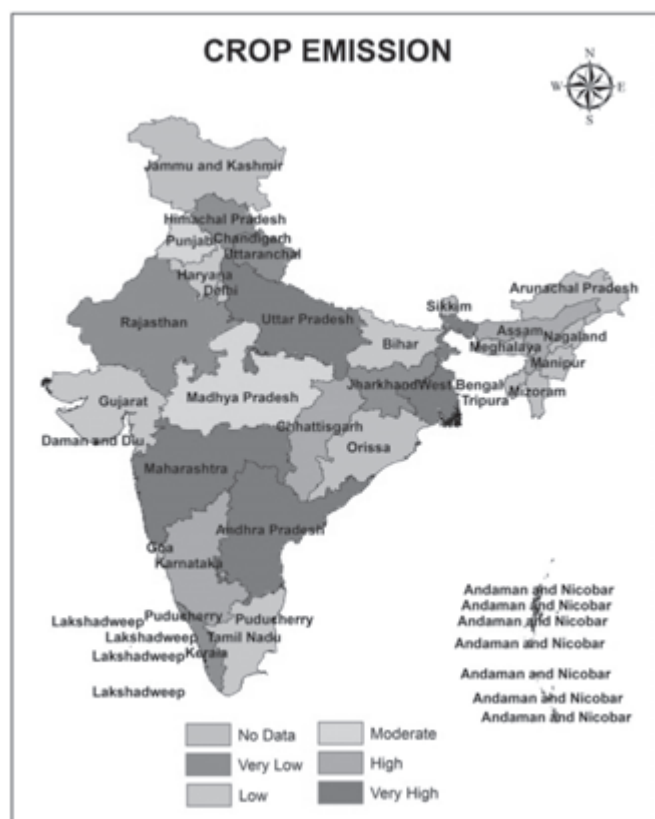 CROP EMISSION
N
W E
S
Jammu and Kashmir
Himachal Pradesh
Punjab
Chandigarh
Uttaranchal
Haryana
Delhi
Arunachal Pradesh
Sikkim
Rajasthan
Uttar Pradesh
Assam
Nagaland
Bihar
Meghalaya
Manipur
Jharkhand
West Bengal
Tripura
Mizoram
Gujarat
Madhya Pradesh
Chhattisgarh
Daman and Diu
Orissa
Maharashtra
Andhra Pradesh
Goa
Karnataka
Andaman and Nicobar
Andaman and Nicobar
Andaman and Nicobar
Puducherry
Puducherry
Lakshadweep
Lakshadweep
Tamil Nadu
Andaman and Nicobar
Lakshadweep
Kerala
Andaman and Nicobar
Lakshadweep
Andaman and Nicobar
Andaman and Nicobar
No Data
Moderate
Very Low
High
Low
Very High